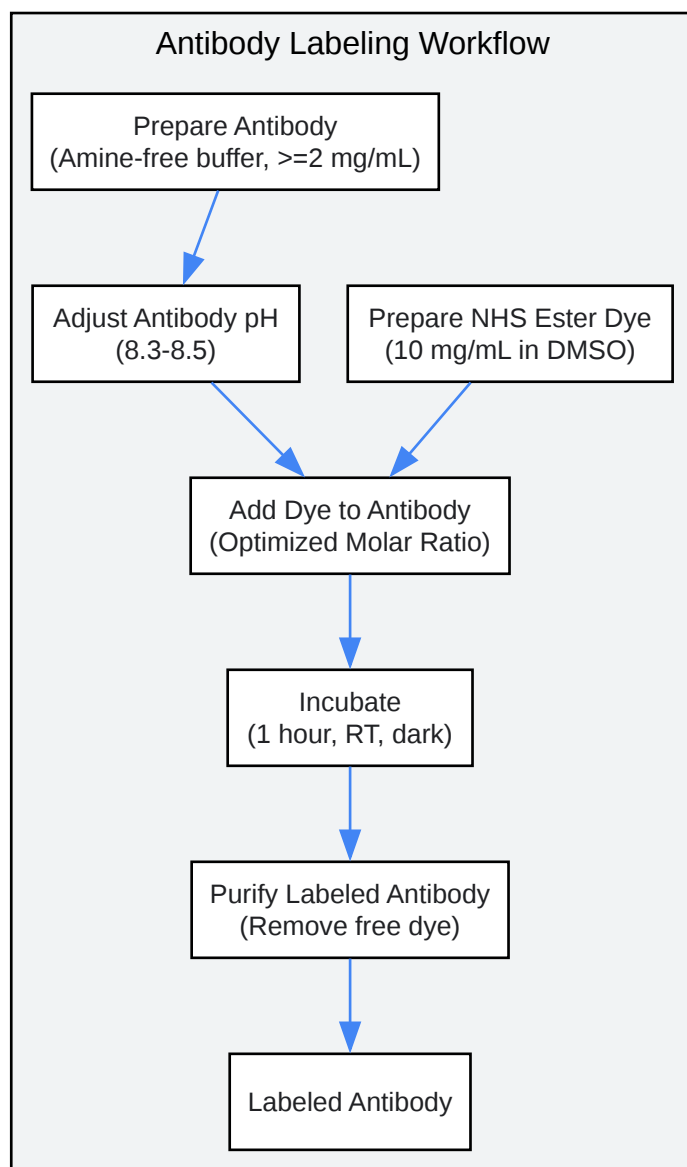 Antibody Labeling Workflow
Prepare Antibody
(Amine-free buffer, >=2 mg/mL)
Adjust Antibody pH
(8.3-8.5)
Prepare NHS Ester Dye
(10 mg/mL in DMSO)
Add Dye to Antibody
(Optimized Molar Ratio)
Incubate
(1 hour, RT, dark)
Purify Labeled Antibody
(Remove free dye)
Labeled Antibody